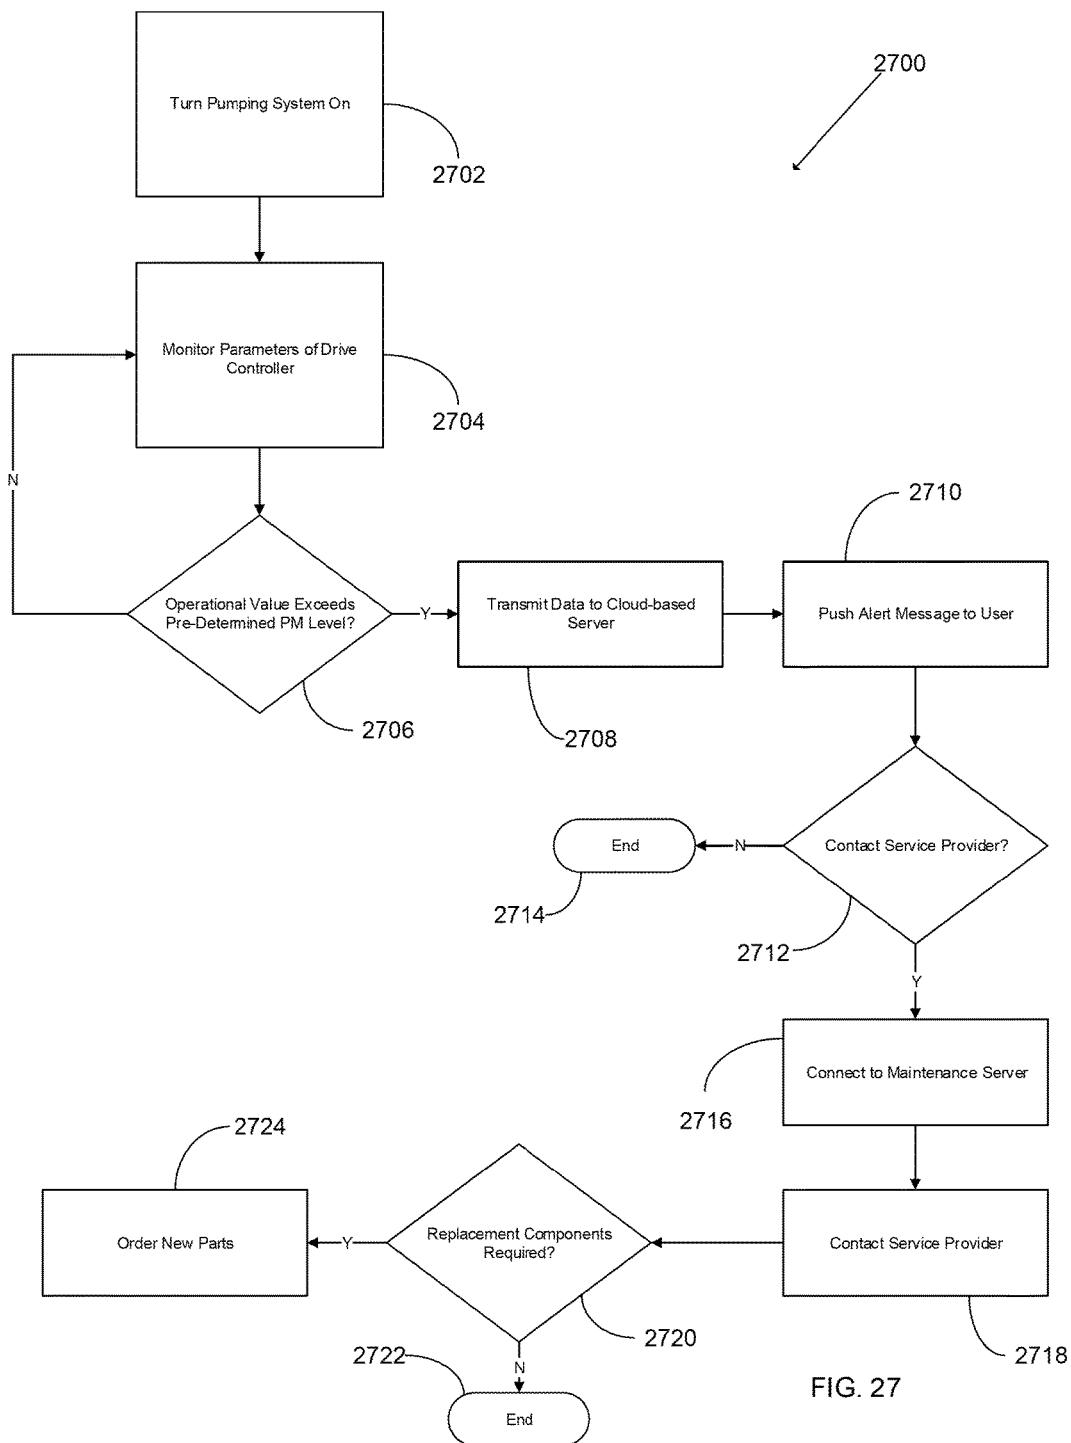 Turn Pumping System On
2700
2702
Monitor Parameters of Drive
Controller
2704
N
2710
Operational Value Exceeds
Pre-Determined PM Level?
Y
Transmit Data to Cloud-based
Server
Push Alert Message to User
2706
2708
End
N
Contact Service Provider?
2714
2712
Y
Connect to Maintenance Server
2716
2724
Order New Parts
Y
Replacement Components
Required?
Contact Service Provider
2720
2718
2722
N
End
FIG. 27